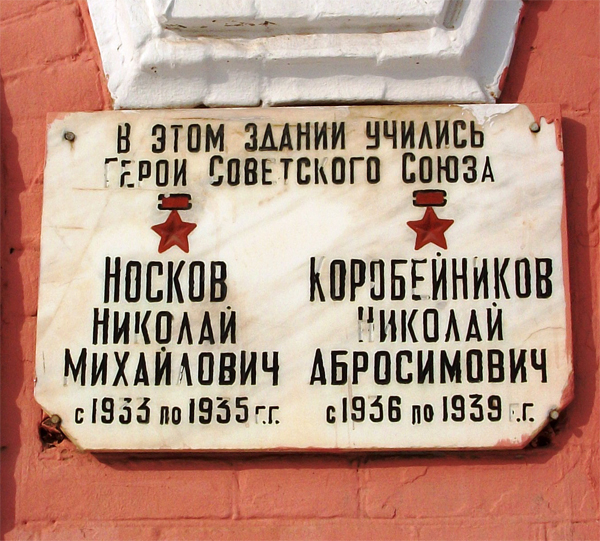 В ЭТОМ ЗДАНИИ УЧИЛИСЬ
ГЕРОИ СОВЕТСКОГО СОЮЗА
НОСКОВ
НИКОЛАЙ
МИХАЙЛОВИЧ
с 1933 по 1935 г.г.
КОРОБЕЙНИКОВ
НИКОЛАЙ
АБРОСИМОВИЧ
с 1936 по 1939 г.г.